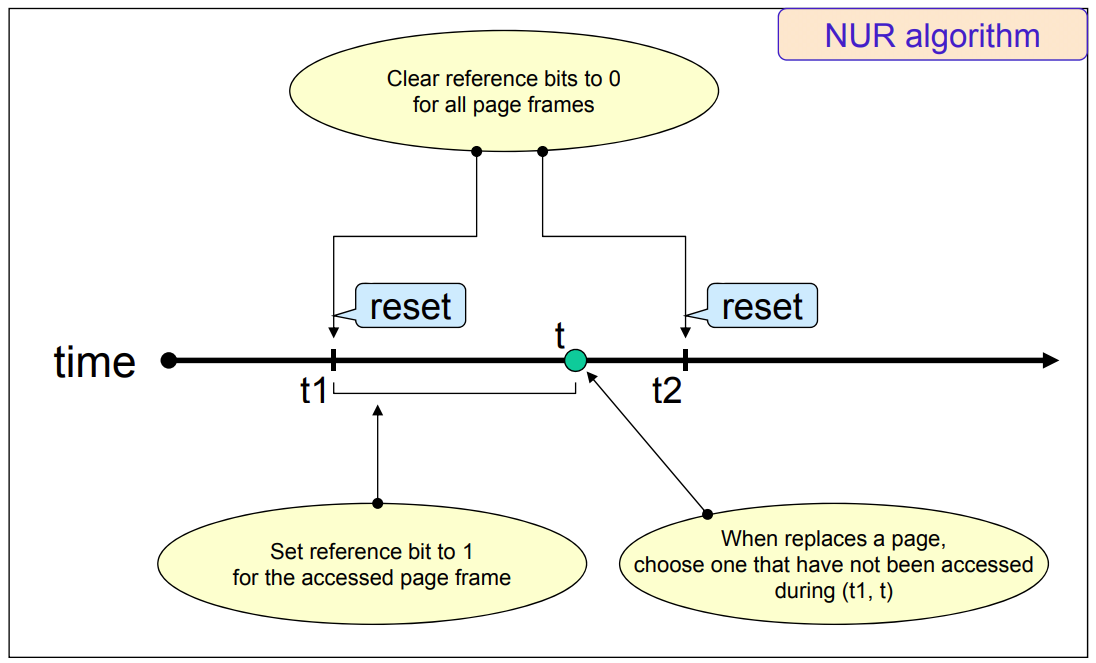 NUR algorithm
Clear reference bits to 0
for all page frames
reset
reset
t
time
t1
t2
Set reference bit to 1
for the accessed page frame
When replaces a page,
choose one that have not been accessed
during (t1, t)